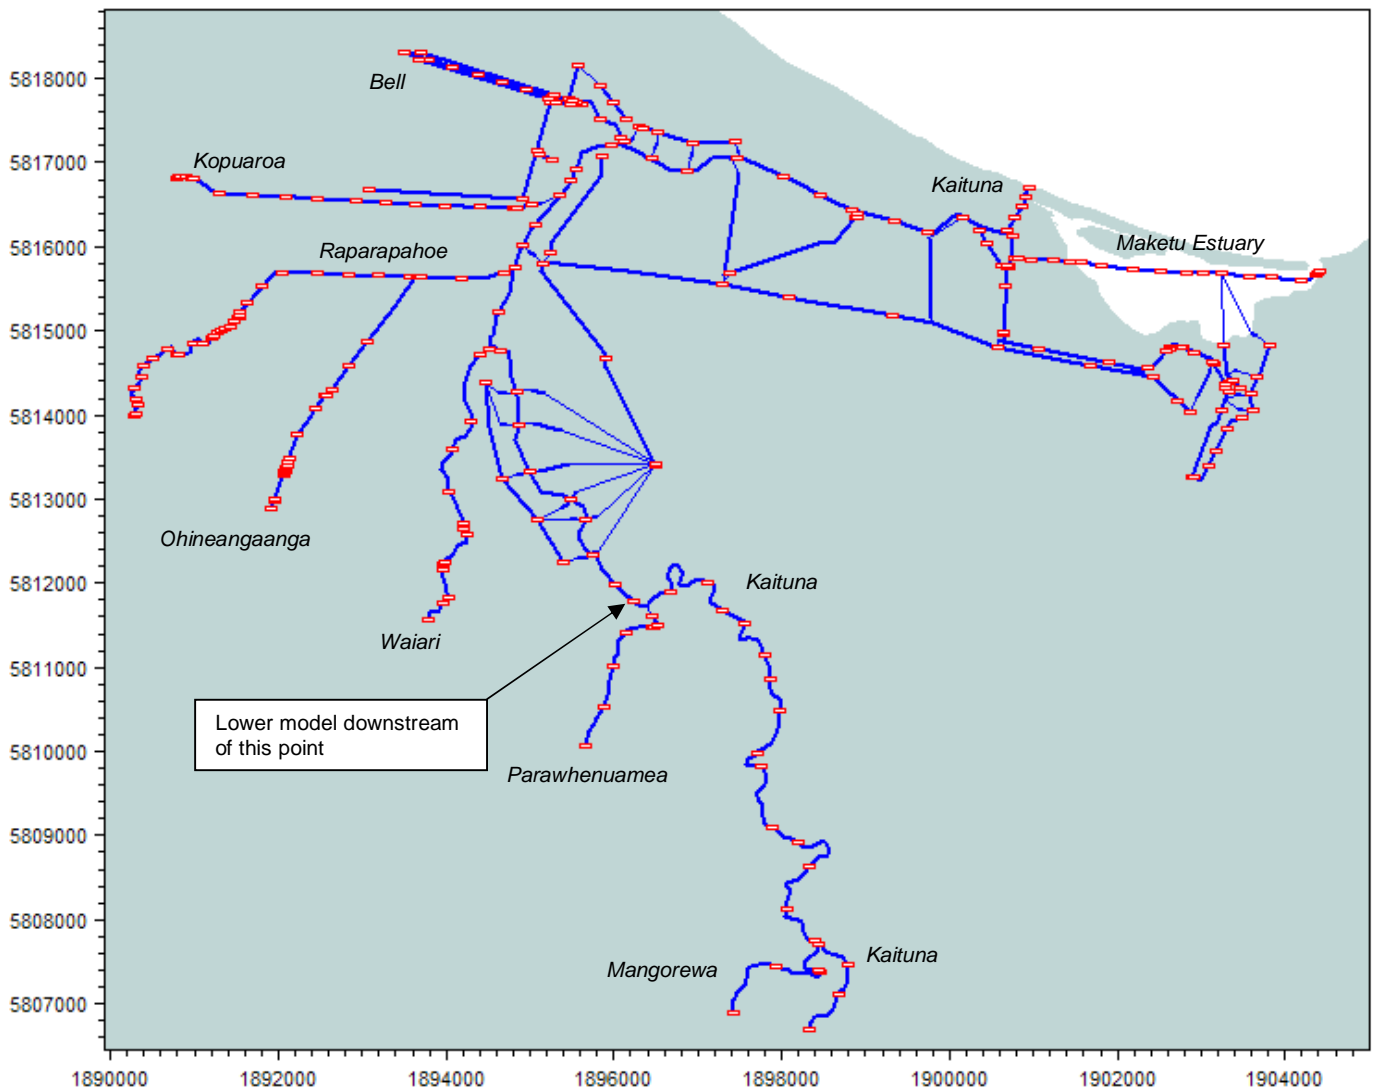 5818000
Bell
Kopuaroa
5817000
Kaituna
5816000
Raparapahoe
Maketu Estuary
5815000
5814000
5813000
Ohineangaanga
5812000
Kaituna
Waiari
5811000
Lower model downstream
of this point
5810000
Parawhenuamea
5809000
5808000
Kaituna
Mangorewa
5807000
1890000 1892000 1894000 1896000 1898000 1900000 1902000 1904000